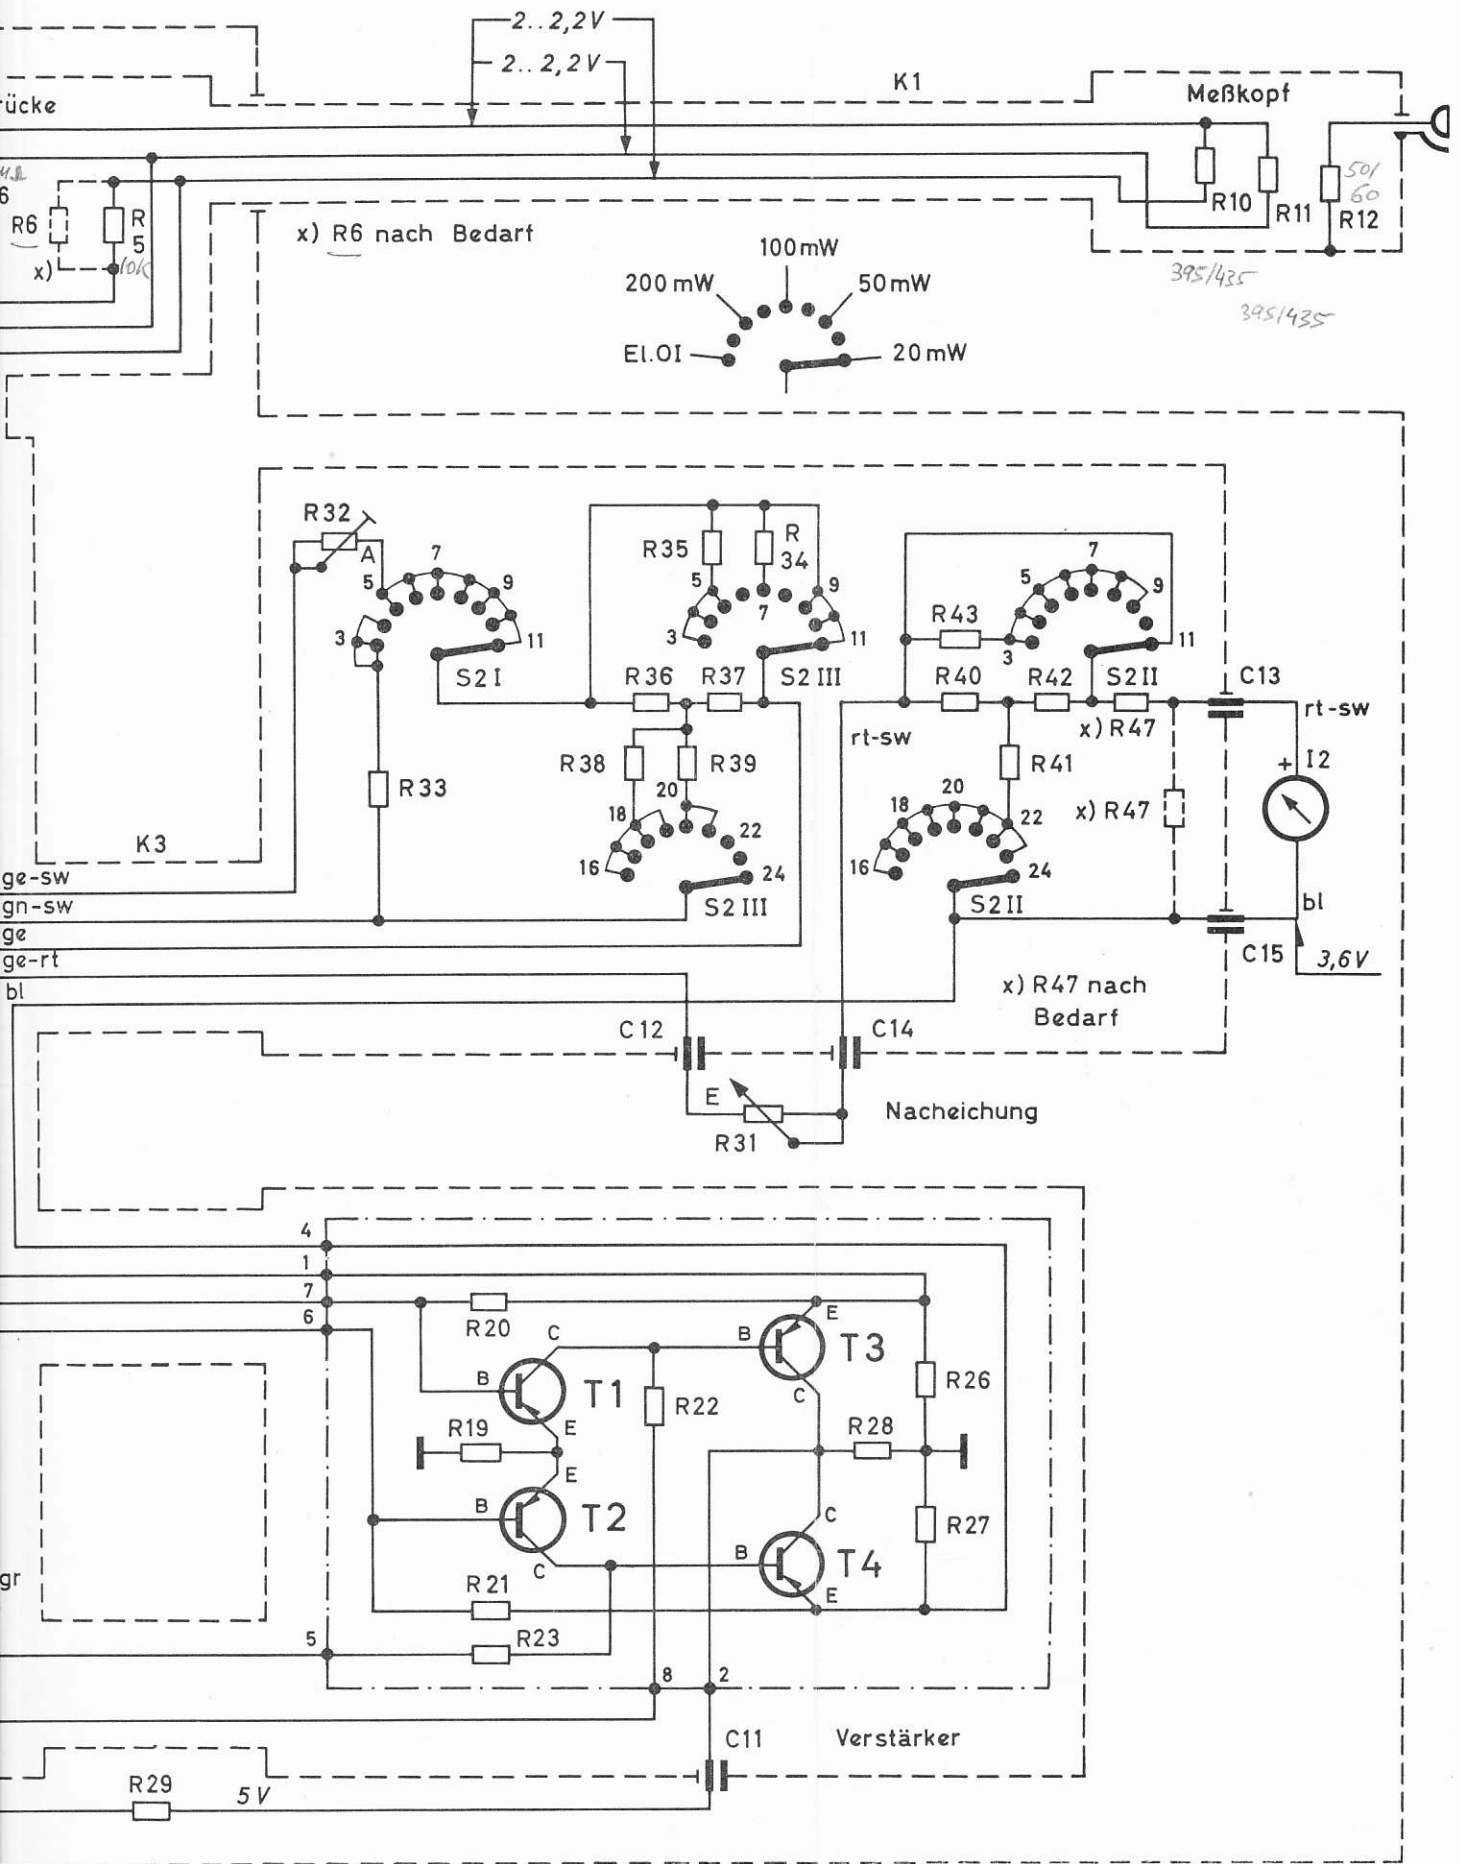 2..2,2V
2..2,2V
K1
Meßkopf
rücke
6
R6
R
5
10K
x)
x) R6 nach Bedarf
R10
R11
R12
50/
60
395/435
395/435
100mW
200mW
50mW
El.0I
20mW
R32
A
7
5
9
3
11
S2 I
R33
R35
R
34
5
9
7
3
11
R36
R37
S2 III
R38
R39
20
18
22
16
24
S2 III
7
5
9
R43
3
11
R40
R42
S2 II
C13
rt-sw
x) R47
rt-sw
R41
+ I2
x) R47
20
18
22
16
24
S2 II
bl
C15
3,6V
x) R47 nach
Bedarf
K3
ge-sw
gn-sw
ge
ge-rt
bl
C12
C14
E
R31
Nacheichung
4
1
7
6
R20
E
C
B
T3
B
T1
C
R26
R22
E
R19
R28
E
B
T2
C
C
R27
B
T4
gr
R21
E
5
R23
8
2
C11
Verstärker
R29
5V